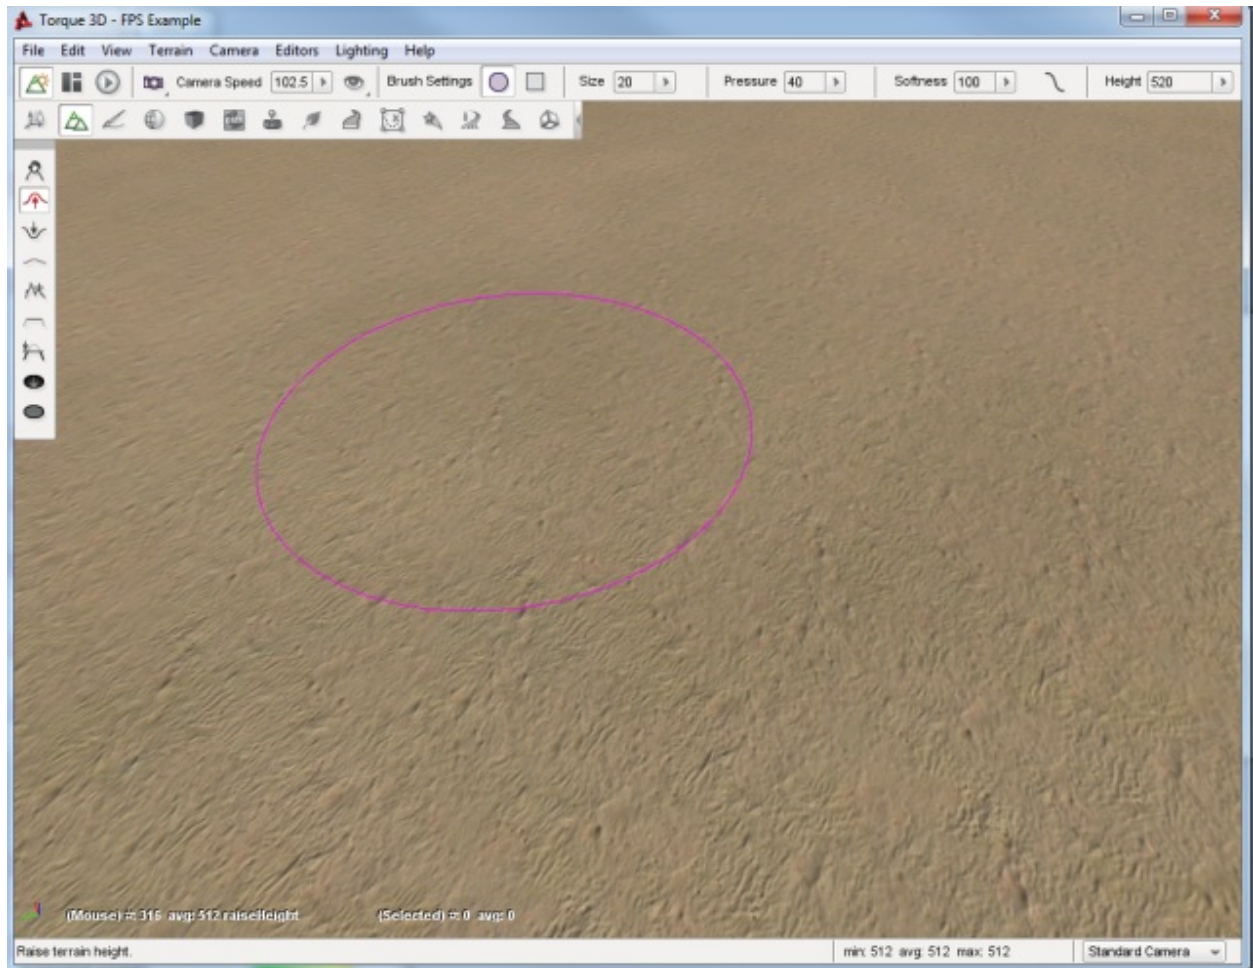 Torque 3D - FPS Example
File Edit View Terrain Camera Editors Lighting Help
Camera Speed 102.5 Brush Settings Size 20 Pressure 40 Softness 100 Height 520
(Mouse) #: 316 avg: 512 raiseHeight (Selected) #: 0 avg: 0
Raise terrain height. min: 512 avg: 512 max: 512 Standard Camera